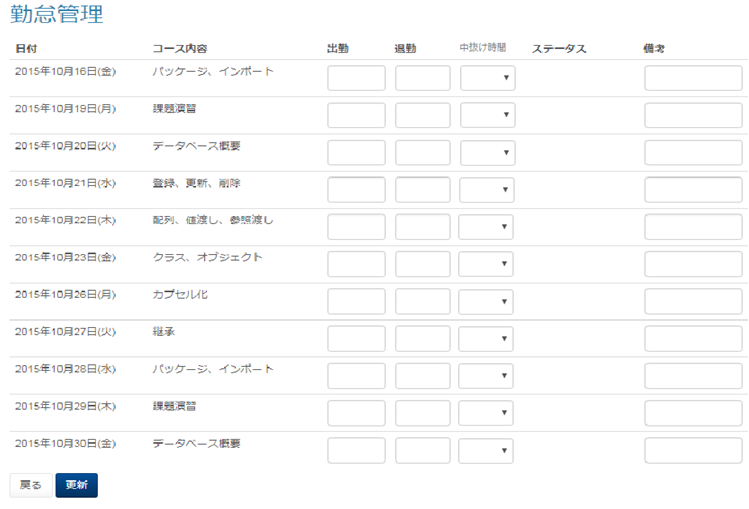 勤怠管理
日付 コース内容 出勤 退勤 中抜け時間 ステータス 備考
2015年10月16日(金) パッケージ、インポート
2015年10月19日(月) 課題演習
2015年10月20日(火) データベース概要
2015年10月21日(水) 登録、更新、削除
2015年10月22日(木) 配列、値渡し、参照渡し
2015年10月23日(金) クラス、オブジェクト
2015年10月26日(月) カプセル化
2015年10月27日(火) 継承
2015年10月28日(水) パッケージ、インポート
2015年10月29日(木) 課題演習
2015年10月30日(金) データベース概要
戻る 更新